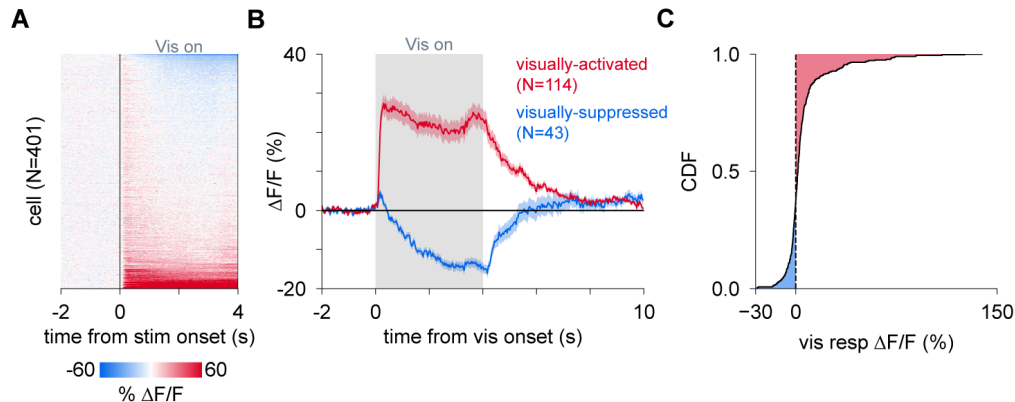 A
Vis on
cell (N=401)
-2
0
4
time from stim onset (s)
-60
60
% ΔF/F
B
Vis on
40
0
-20
ΔF/F (%)
visually-activated
(N=114)
visually-suppressed
(N=43)
-2
0
10
time from vis onset (s)
C
1.0
0.5
0.0
CDF
−30
0
150
vis resp ΔF/F (%)